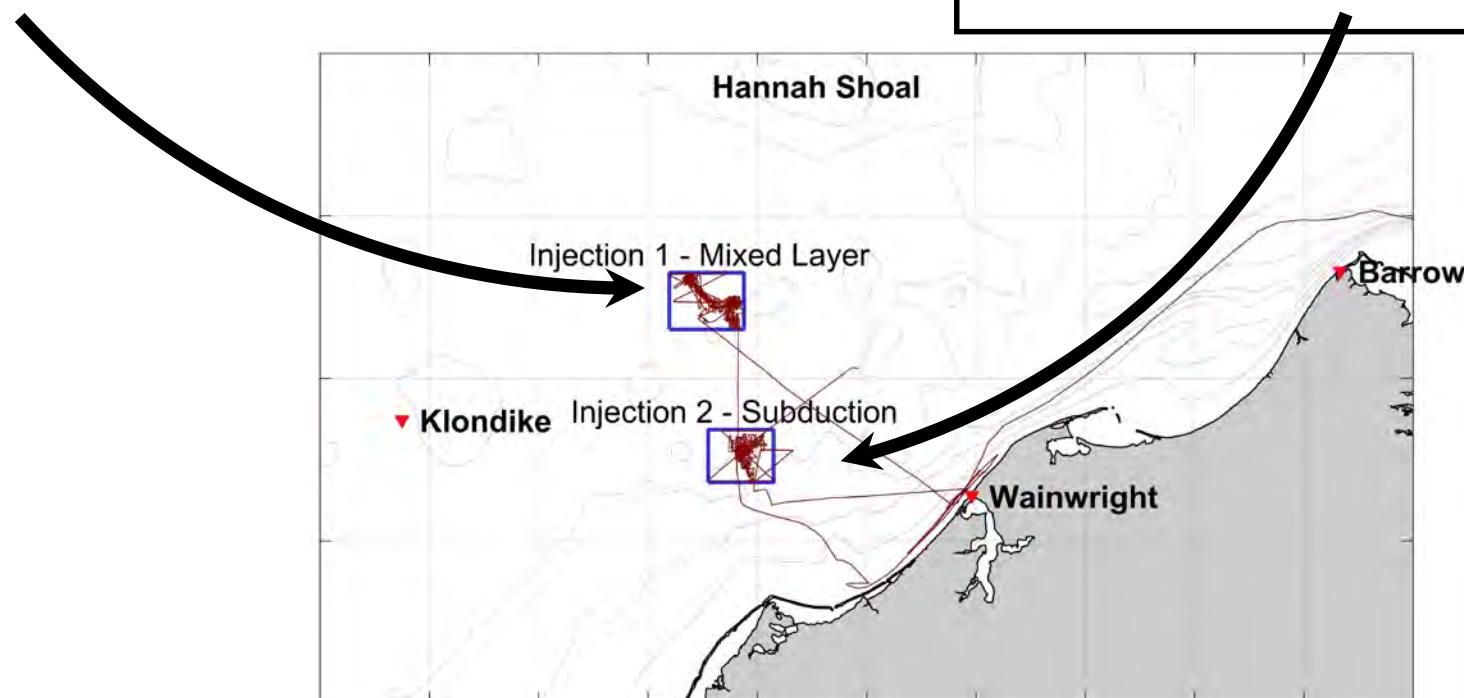 Hannah Shoal
Injection 1 - Mixed Layer
Barrow
Klondike
Injection 2 - Subduction
Wainwright